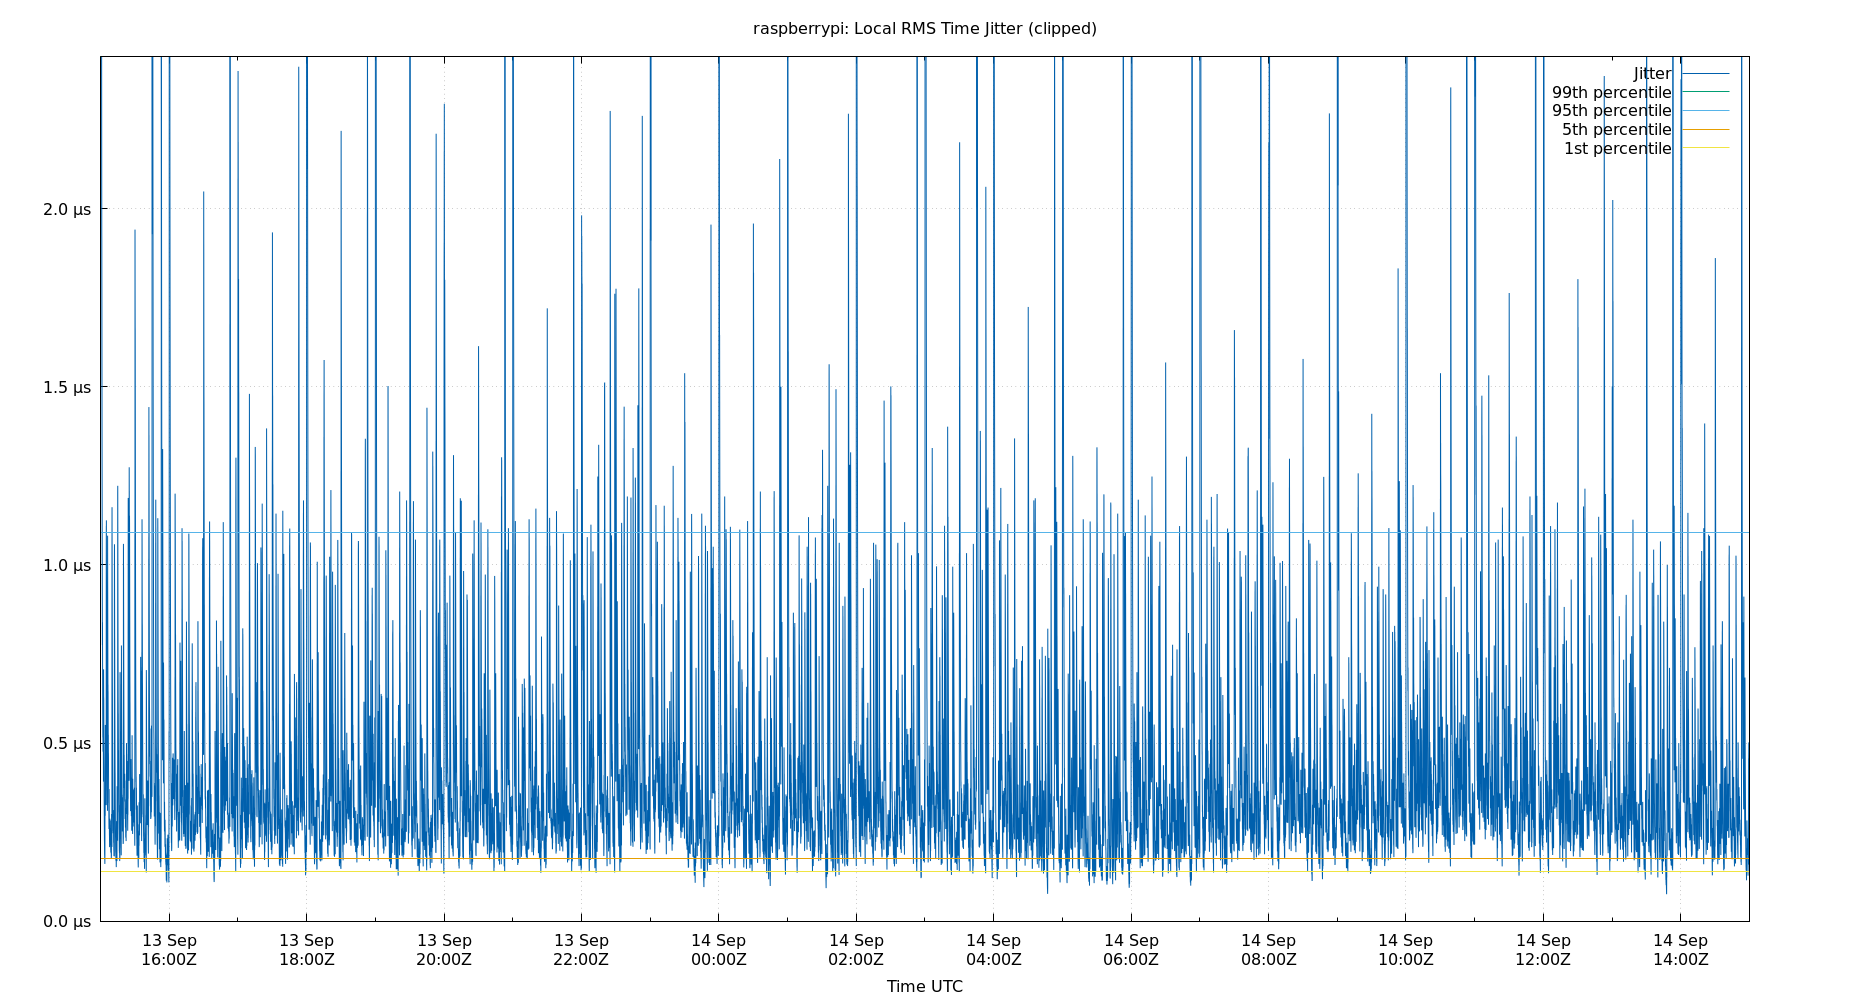 raspberrypi: Local RMS Time Jitter (clipped)
Jitter
99th percentile
95th percentile
5th percentile
1st percentile
2.0 μs
1.5 μs
1.0 μs
0.5 μs
0.0 μs
13 Sep 13 Sep 13 Sep 13 Sep 14 Sep 14 Sep 14 Sep 14 Sep 14 Sep 14 Sep 14 Sep 14 Sep
16:00Z 18:00Z 20:00Z 22:00Z 00:00Z 02:00Z 04:00Z 06:00Z 08:00Z 10:00Z 12:00Z 14:00Z
Time UTC